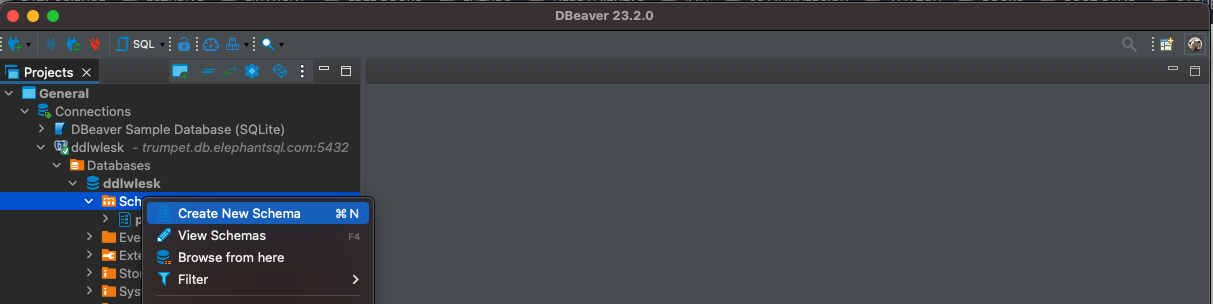 DBeaver 23.2.0
SQL
Projects
General
Connections
DBeaver Sample Database (SQLite)
ddlwlesk - trumpet.db.elephantsql.com:5432
Databases
ddlwlesk
Sch
Create New Schema ⌘N
p
View Schemas F4
Eve
Browse from here
Exte
Filter
Stor
Syst